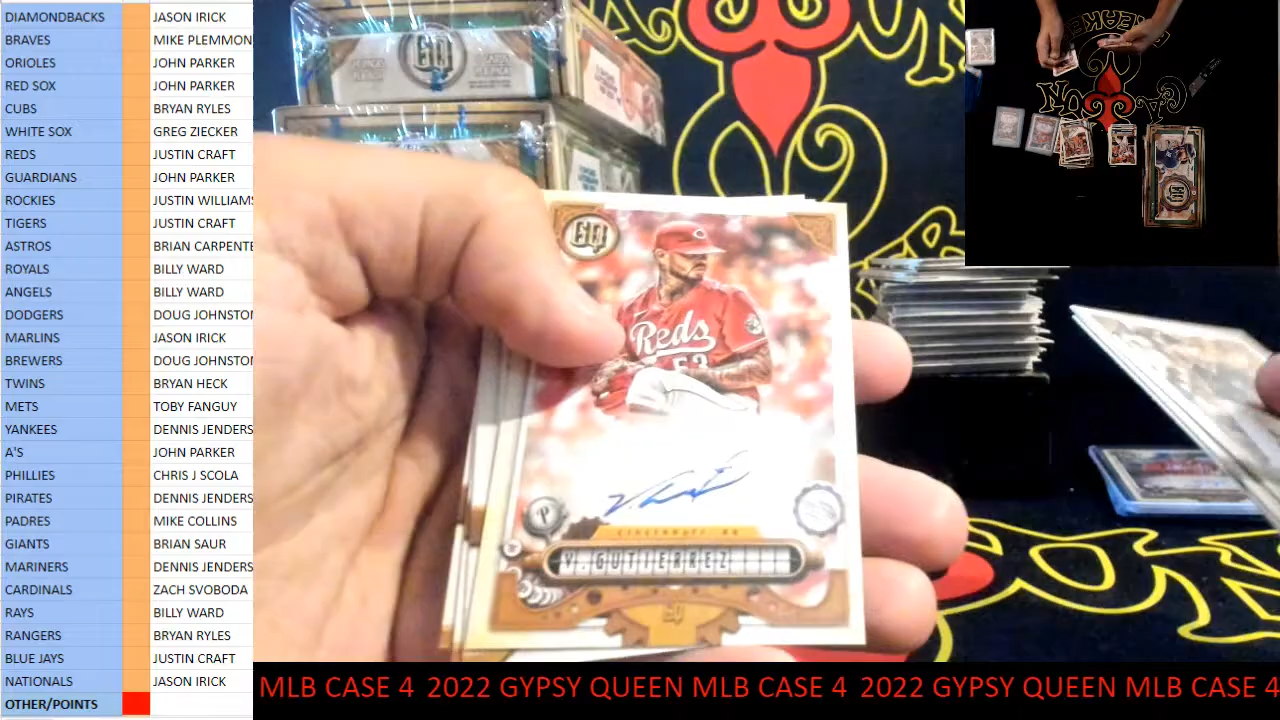 DIAMONDBACKS JASON IRICK
BRAVES MIKE PLEMMON
ORIOLES JOHN PARKER
RED SOX JOHN PARKER
CUBS BRYAN RYLES
WHITE SOX GREG ZIECKER
REDS JUSTIN CRAFT
GUARDIANS JOHN PARKER
ROCKIES JUSTIN WILLIAMS
TIGERS JUSTIN CRAFT
ASTROS BRIAN CARPENTE
ROYALS BILLY WARD
ANGELS BILLY WARD
DODGERS DOUG JOHNSTON
MARLINS JASON IRICK
BREWERS DOUG JOHNSTON
TWINS BRYAN HECK
METS TOBY FANGUY
YANKEES DENNIS JENDERS
A'S JOHN PARKER
PHILLIES CHRIS J SCOLA
PIRATES DENNIS JENDERS
PADRES MIKE COLLINS
GIANTS BRIAN SAUR
MARINERS DENNIS JENDERS
CARDINALS ZACH SVOBODA
RAYS BILLY WARD
RANGERS BRYAN RYLES
BLUE JAYS JUSTIN CRAFT
NATIONALS JASON IRICK
OTHER/POINTS
GQ
GQ
Reds
P
V. GUTIERREZ
GQ
MLB CASE 4 2022 GYPSY QUEEN MLB CASE 4 2022 GYPSY QUEEN MLB CASE 4